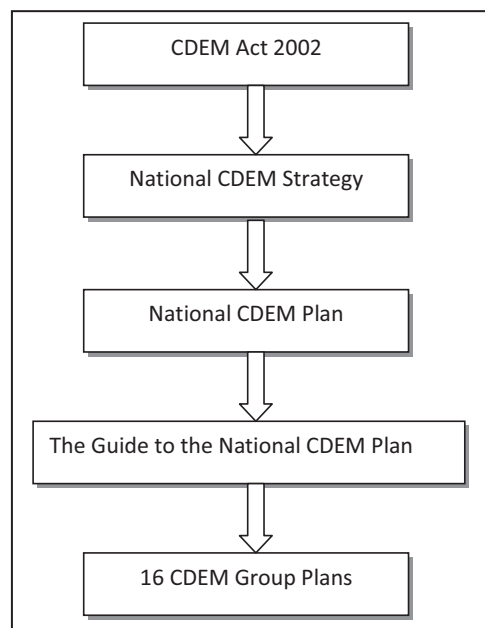 CDEM Act 2002
National CDEM Strategy
National CDEM Plan
The Guide to the National CDEM Plan
16 CDEM Group Plans